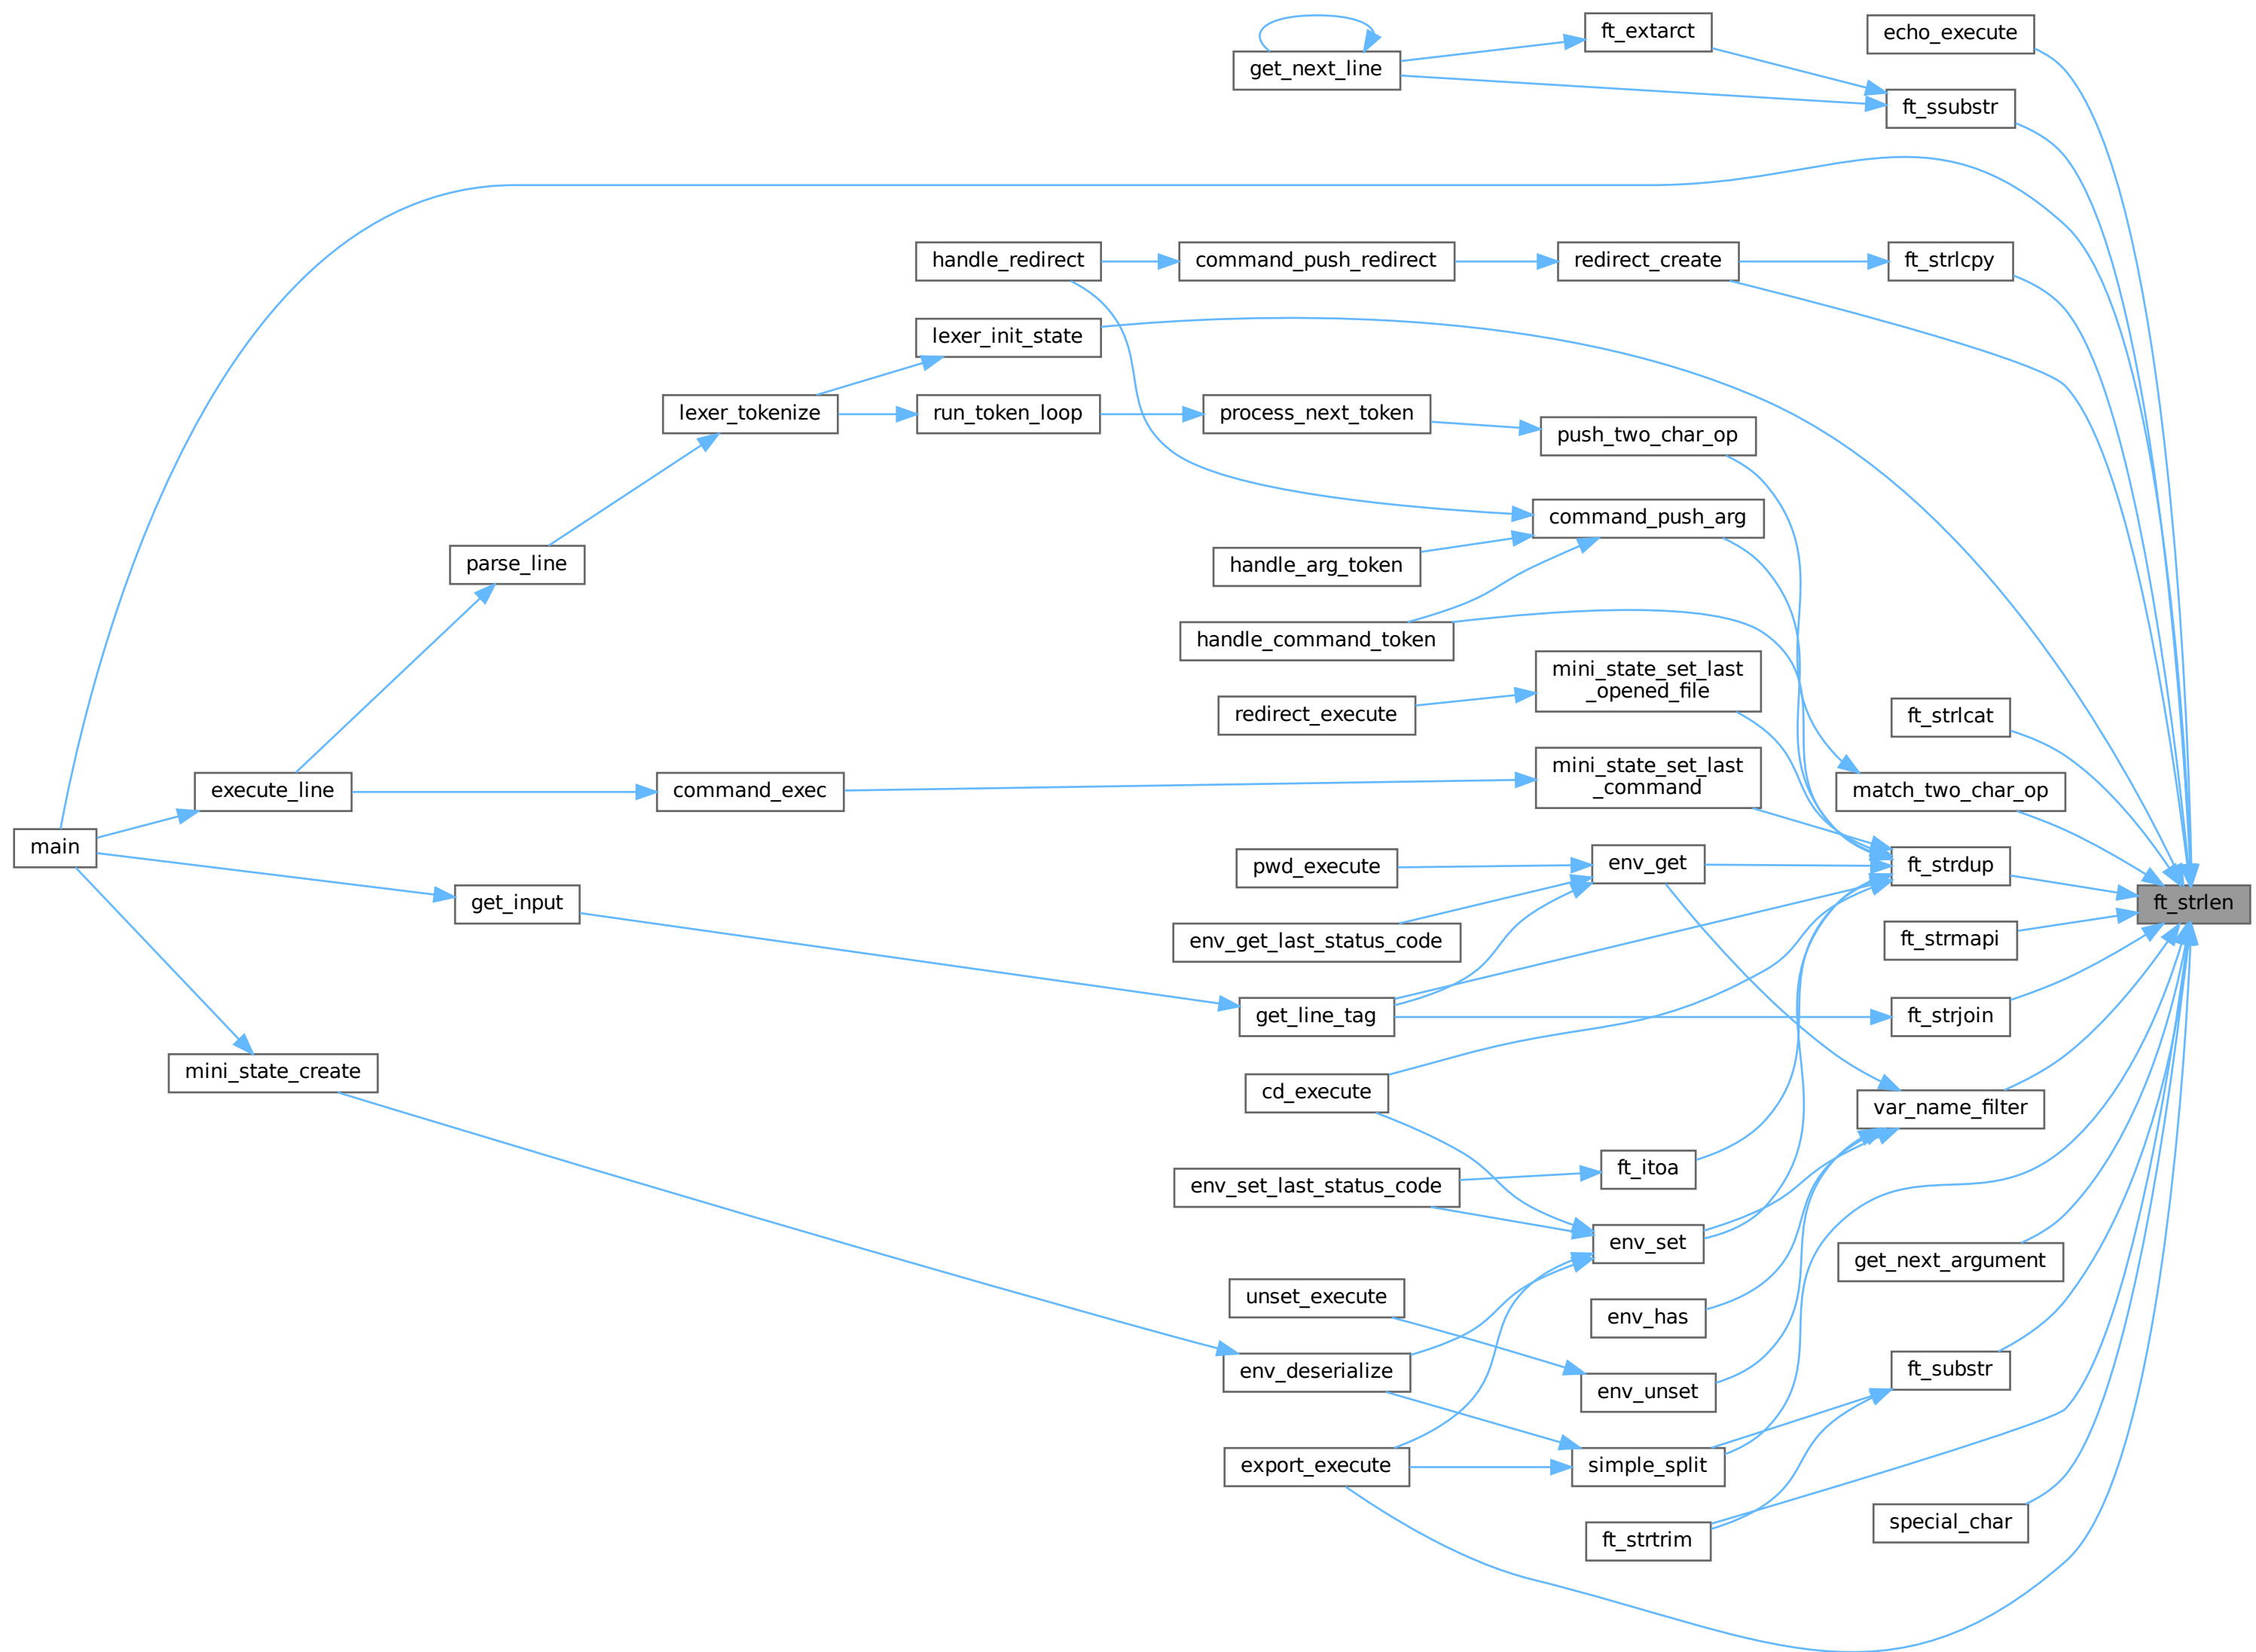 echo_execute
ft_extarct
get_next_line
ft_ssubstr
handle_redirect
command_push_redirect
redirect_create
ft_strlcpy
lexer_init_state
lexer_tokenize
run_token_loop
process_next_token
push_two_char_op
command_push_arg
parse_line
handle_arg_token
handle_command_token
mini_state_set_last
_opened_file
redirect_execute
ft_strlcat
mini_state_set_last
_command
execute_line
command_exec
match_two_char_op
main
pwd_execute
env_get
ft_strdup
get_input
ft_strlen
env_get_last_status_code
ft_strmapi
get_line_tag
ft_strjoin
mini_state_create
cd_execute
var_name_filter
ft_itoa
env_set_last_status_code
env_set
get_next_argument
unset_execute
env_has
env_deserialize
ft_substr
env_unset
export_execute
simple_split
special_char
ft_strtrim